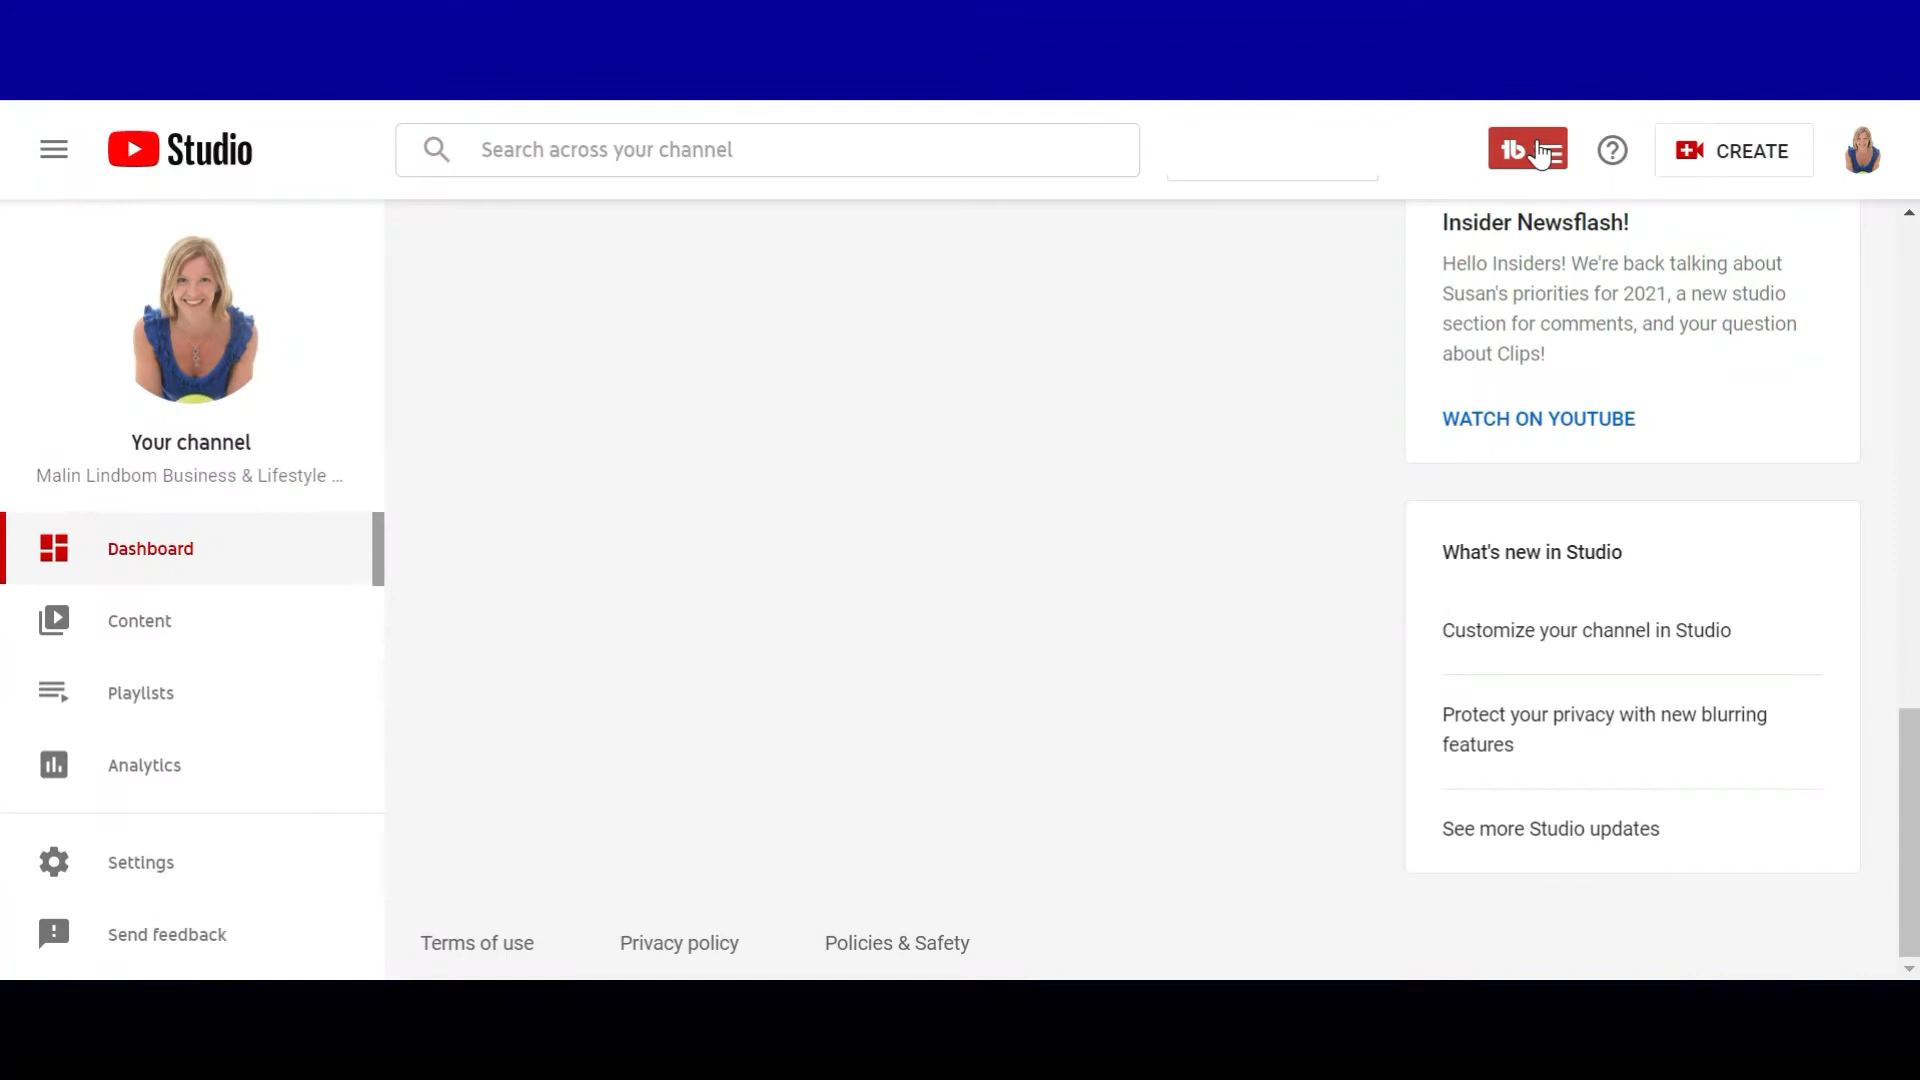 Studio
Search across your channel
tb
CREATE
Your channel
Malin Lindbom Business & Lifestyle ...
Dashboard
Content
Playlists
Analytics
Settings
Send feedback
Insider Newsflash!
Hello Insiders! We're back talking about
Susan's priorities for 2021, a new studio
section for comments, and your question
about Clips!
WATCH ON YOUTUBE
What's new in Studio
Customize your channel in Studio
Protect your privacy with new blurring
features
See more Studio updates
Terms of use
Privacy policy
Policies & Safety